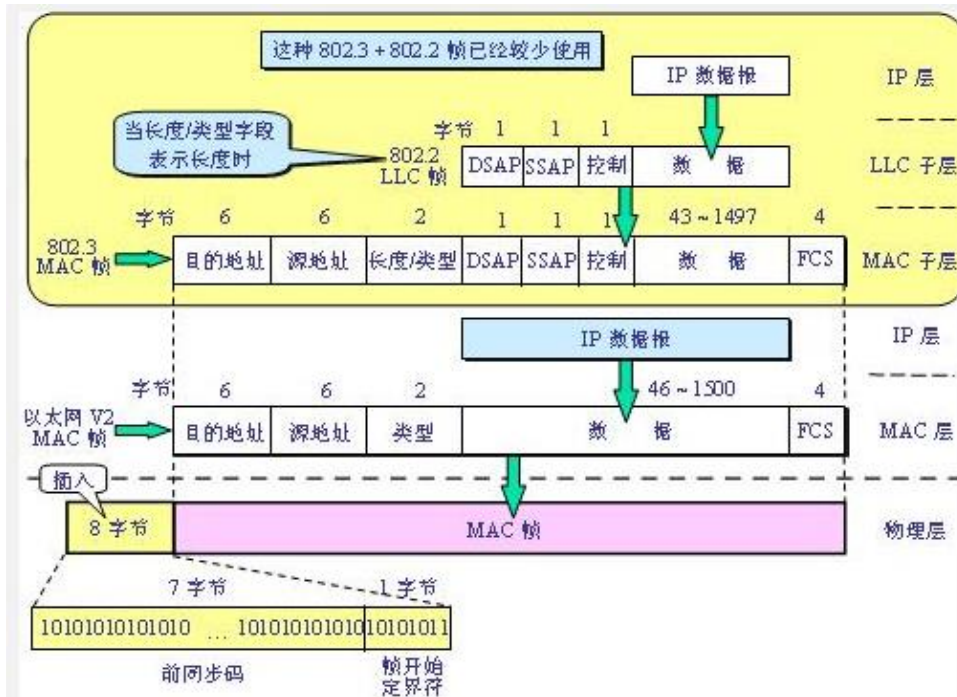 这种 802.3 + 802.2 帧已经较少使用
IP 数据报
IP 层
当长度/类型字段
表示长度时
字节 1 1 1
802.2
LLC 帧
DSAP SSAP 控制 数 据
LLC 子层
字节 6 6 2 1 1 1 43~1497 4
802.3
MAC 帧
目的地址 源地址 长度/类型 DSAP SSAP 控制 数 据 FCS
MAC 子层
IP 数据报
IP 层
字节 6 6 2 46~1500 4
以太网 V2
MAC 帧
目的地址 源地址 类型 数 据 FCS
MAC 层
插入
8 字节
MAC 帧
物理层
7 字节 1 字节
10101010101010 ... 101010101010 10101011
前同步码
帧开始
定界符